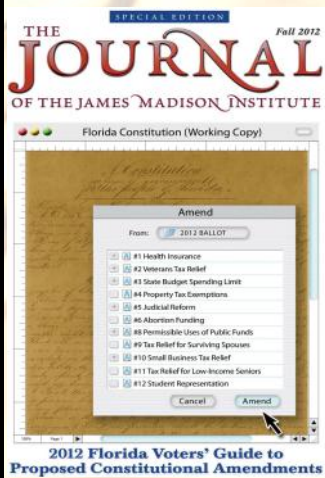 SPECIAL EDITION
THE
Fall 2012
JOURNAL
OF THE JAMES MADISON INSTITUTE
Florida Constitution (Working Copy)
Amend
From: 2012 BALLOT
#1 Health Insurance
#2 Veterans Tax Relief
#3 State Budget Spending Limit
#4 Property Tax Exemptions
#5 Judicial Reform
#6 Abortion Funding
#8 Permissible Uses of Public Funds
#9 Tax Relief for Surviving Spouses
#10 Small Business Tax Relief
#11 Tax Relief for Low-Income Seniors
#12 Student Representation
Cancel Amend
Page 1
2012 Florida Voters' Guide to
Proposed Constitutional Amendments